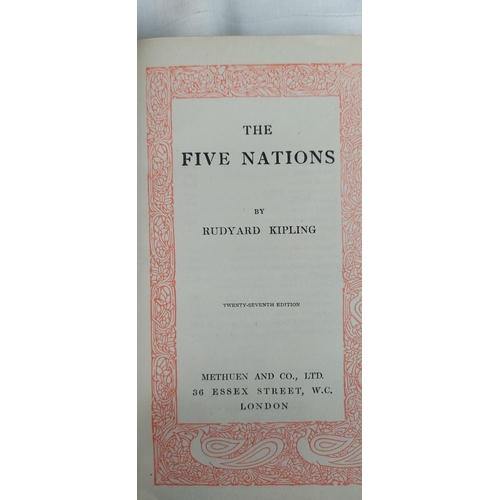 THE
FIVE NATIONS
BY
RUDYARD KIPLING
TWENTY-SEVENTH EDITION
METHUEN AND CO., LTD.
36 ESSEX STREET, W.C.
LONDON